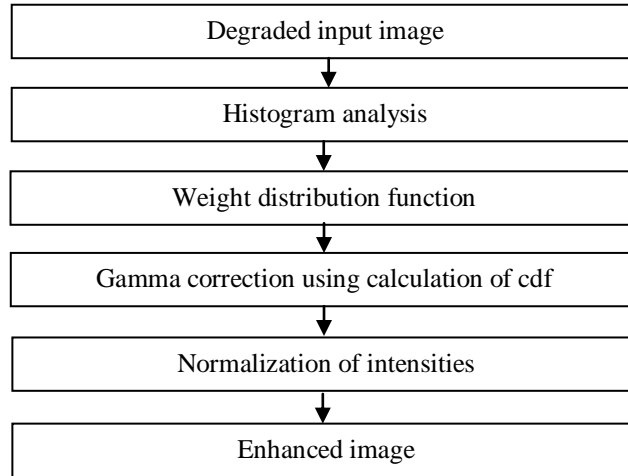 Degraded input image
Histogram analysis
Weight distribution function
Gamma correction using calculation of cdf
Normalization of intensities
Enhanced image